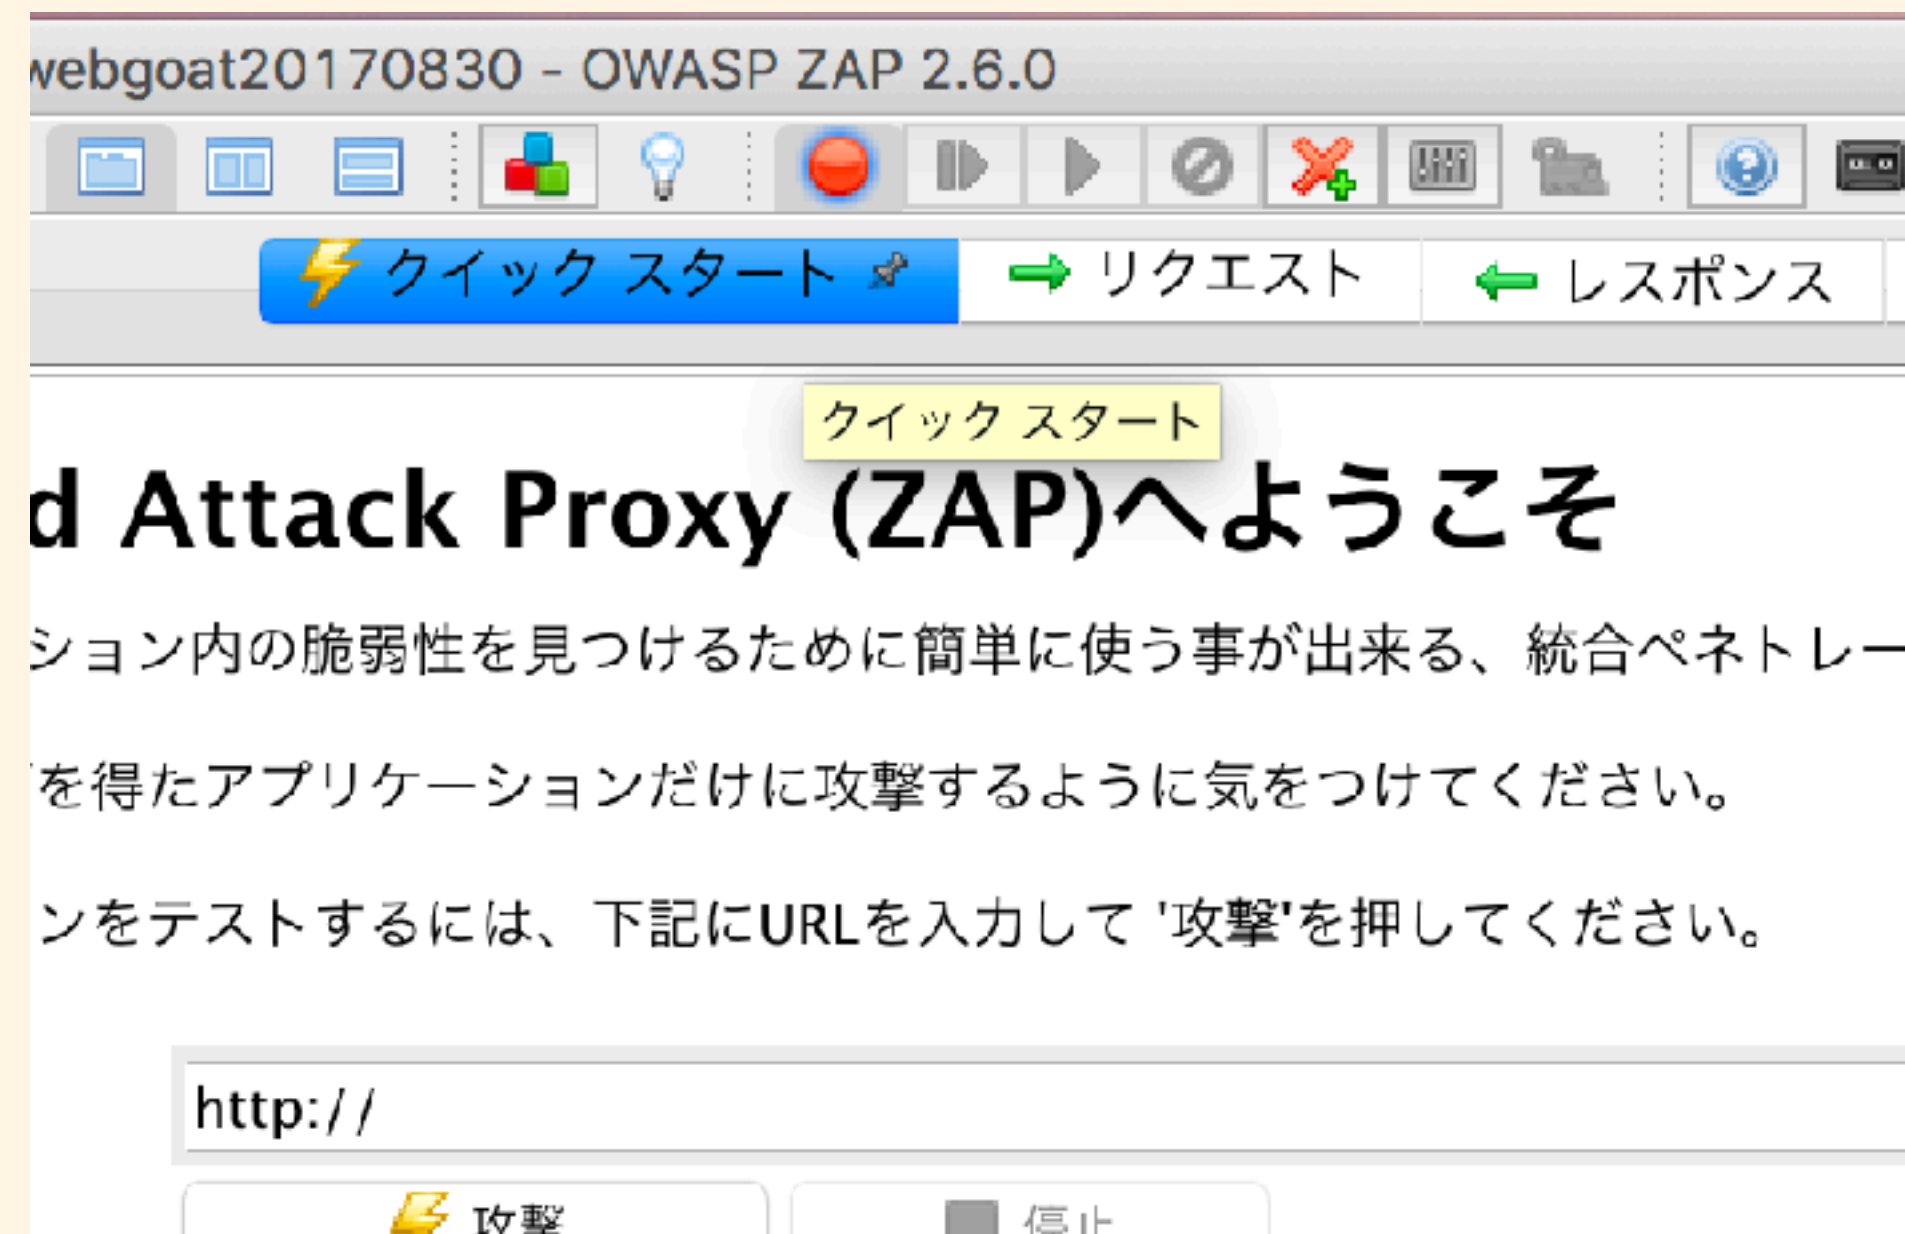 webgoat20170830 - OWASP ZAP 2.6.0
クイック スタート リクエスト レスポンス
クイック スタート
d Attack Proxy (ZAP)へようこそ
ション内の脆弱性を見つけるために簡単に使う事が出来る、統合ペネトレー
を得たアプリケーションだけに攻撃するように気をつけてください。
ンをテストするには、下記にURLを入力して '攻撃'を押してください。
http://
攻撃 停止